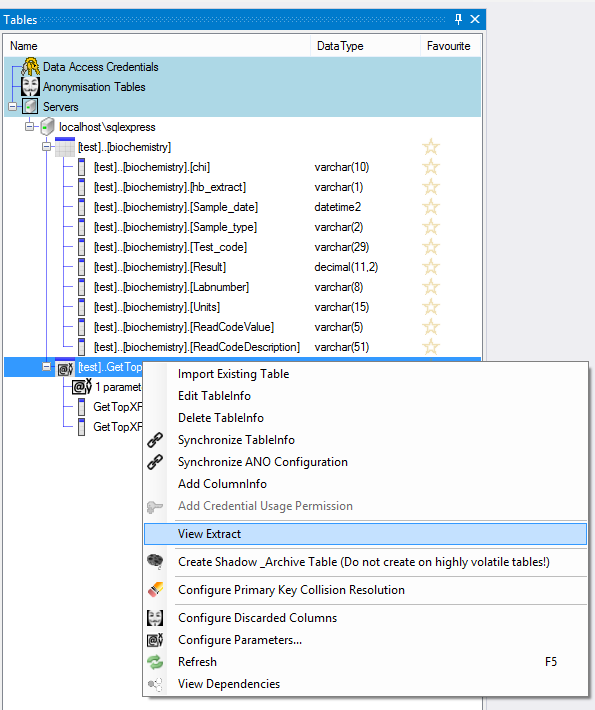 Tables
Name DataType Favourite
Data Access Credentials
Anonymisation Tables
Servers
localhost\sqlexpress
[test]..[biochemistry]
[test]..[biochemistry].[chi] varchar(10)
[test]..[biochemistry].[hb_extract] varchar(1)
[test]..[biochemistry].[Sample_date] datetime2
[test]..[biochemistry].[Sample_type] varchar(2)
[test]..[biochemistry].[Test_code] varchar(29)
[test]..[biochemistry].[Result] decimal(11,2)
[test]..[biochemistry].[Labnumber] varchar(8)
[test]..[biochemistry].[Units] varchar(15)
[test]..[biochemistry].[ReadCodeValue] varchar(5)
[test]..[biochemistry].[ReadCodeDescription] varchar(51)
[test]..GetTop
1 paramet
GetTopXF
GetTopXF
Import Existing Table
Edit TableInfo
Delete TableInfo
Synchronize TableInfo
Synchronize ANO Configuration
Add ColumnInfo
Add Credential Usage Permission
View Extract
Create Shadow _Archive Table (Do not create on highly volatile tables!)
Configure Primary Key Collision Resolution
Configure Discarded Columns
Configure Parameters...
Refresh F5
View Dependencies